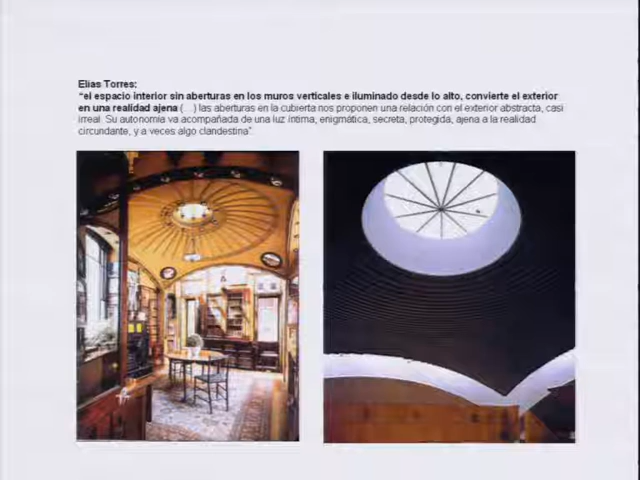 Elías Torres:
"el espacio interior sin aberturas en los muros verticales e iluminado desde lo alto, convierte el exterior
en una realidad ajena (…) las aberturas en la cubierta nos proponen una relación con el exterior abstracta, casi
irreal. Su autonomía va acompañada de una luz íntima, enigmática, secreta, protegida, ajena a la realidad
circundante, y a veces algo clandestina"